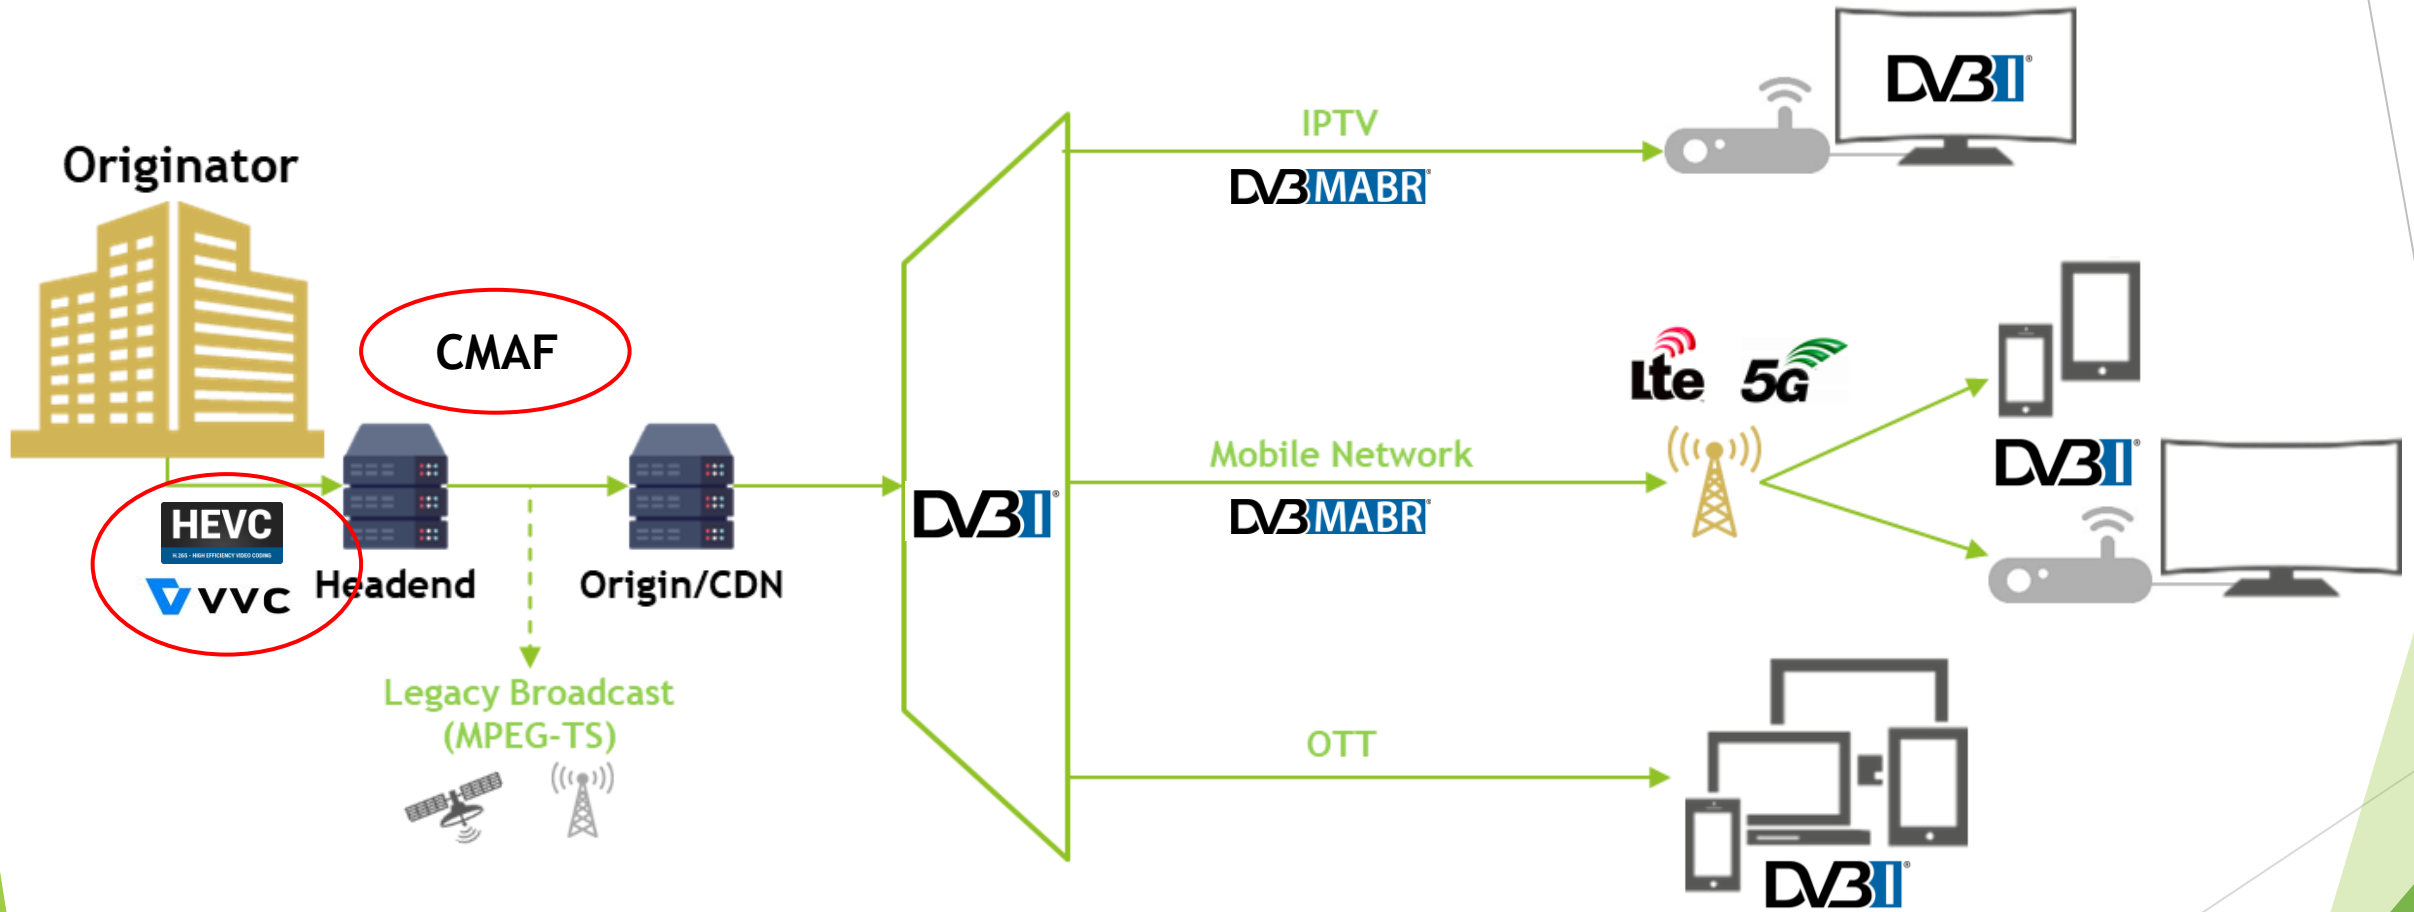 Originator
HEVC
H.265 - HIGH EFFICIENCY VIDEO CODING
VVC
CMAF
Headend
Origin/CDN
Legacy Broadcast
(MPEG-TS)
DVB I®
IPTV
DVB MABR®
DVB I®
Mobile Network
DVB MABR®
Lte
5G
DVB I®
OTT
DVB I®